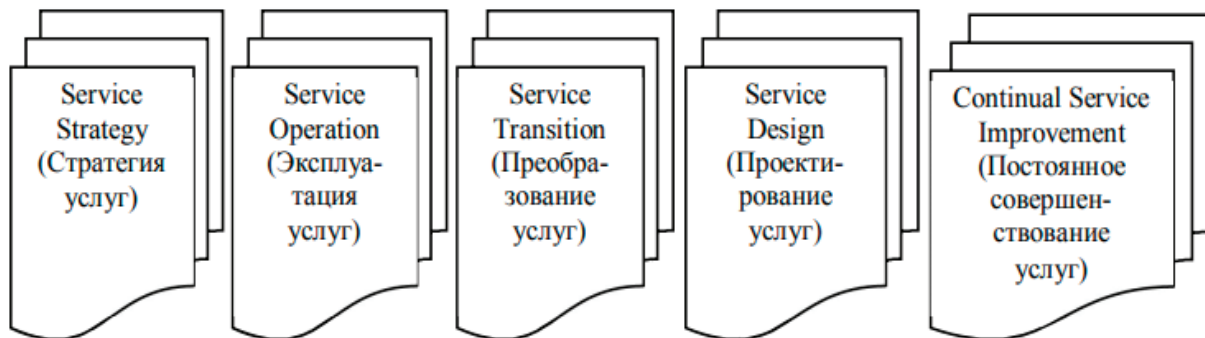 Service
Strategy
(Стратегия
услуг)
Service
Operation
(Эксплуа-
тация
услуг)
Service
Transition
(Преобра-
зование
услуг)
Service
Design
(Проекти-
рование
услуг)
Continual Service
Improvement
(Постоянное
совершен-
ствование
услуг)